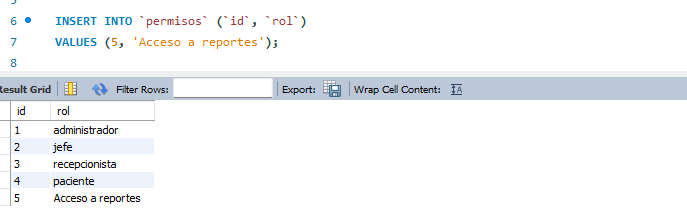 6 INSERT INTO `permisos` (`id`, `rol`)
7 VALUES (5, 'Acceso a reportes');
8
Result Grid Filter Rows: Export: Wrap Cell Content: IA
id rol
1 administrador
2 jefe
3 recepcionista
4 paciente
5 Acceso a reportes